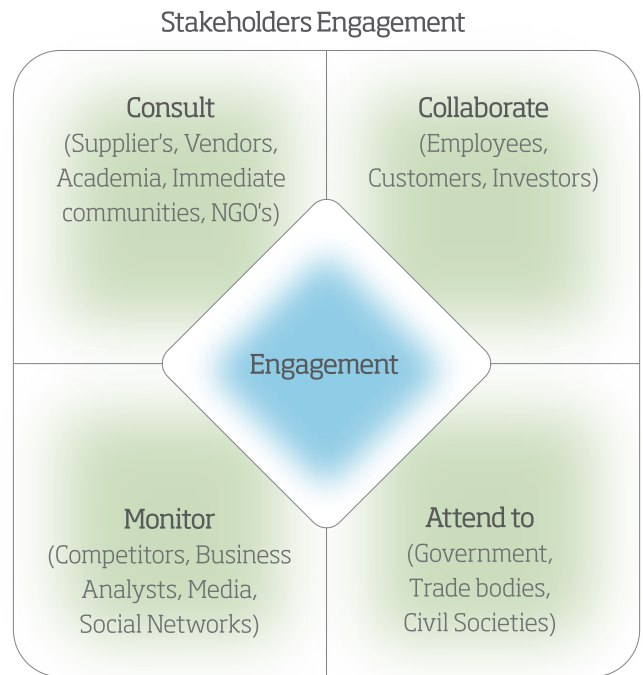 Stakeholders Engagement
Consult
(Supplier's, Vendors,
Academia, Immediate
communities, NGO's)
Collaborate
(Employees,
Customers, Investors)
Engagement
Monitor
(Competitors, Business
Analysts, Media,
Social Networks)
Attend to
(Government,
Trade bodies,
Civil Societies)